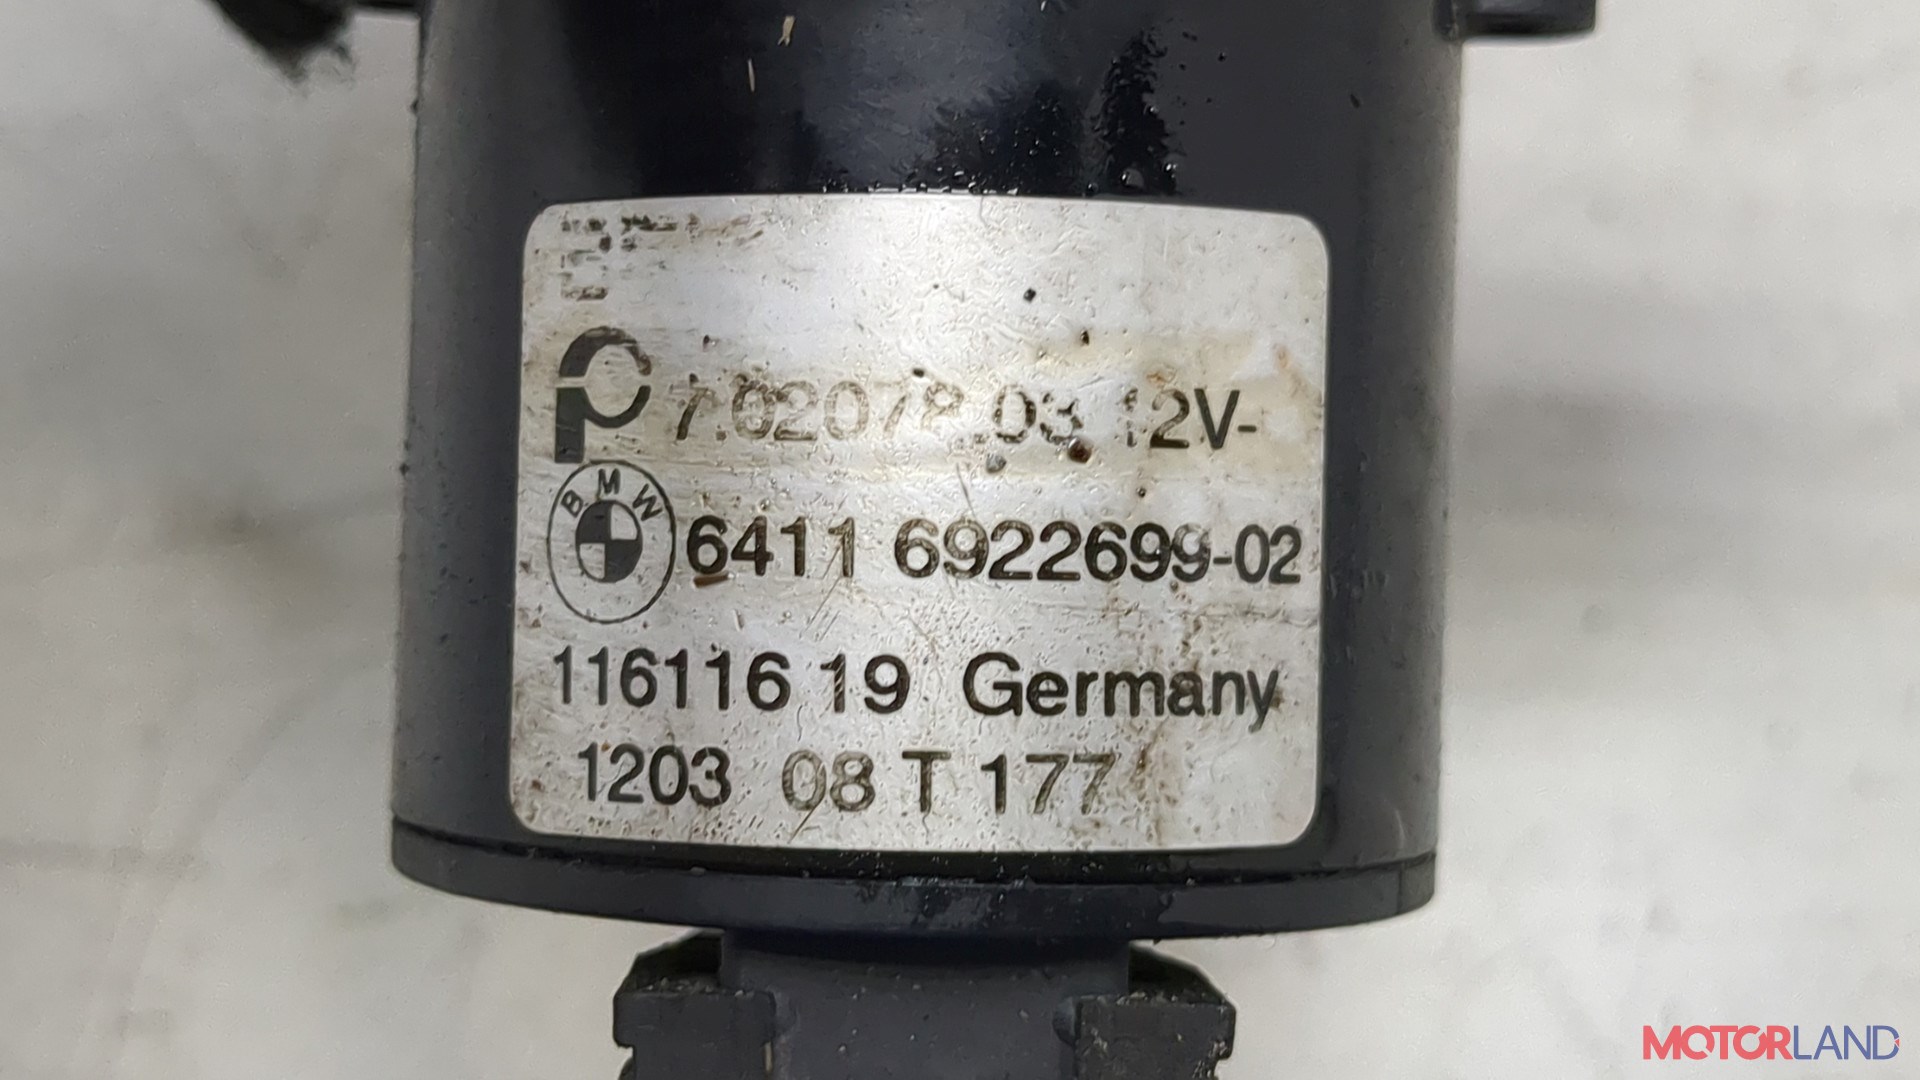 7.02078.03 12V-
BMW 6411 6922699-02
116116 19 Germany
1203 08 T 177
MOTORLAND